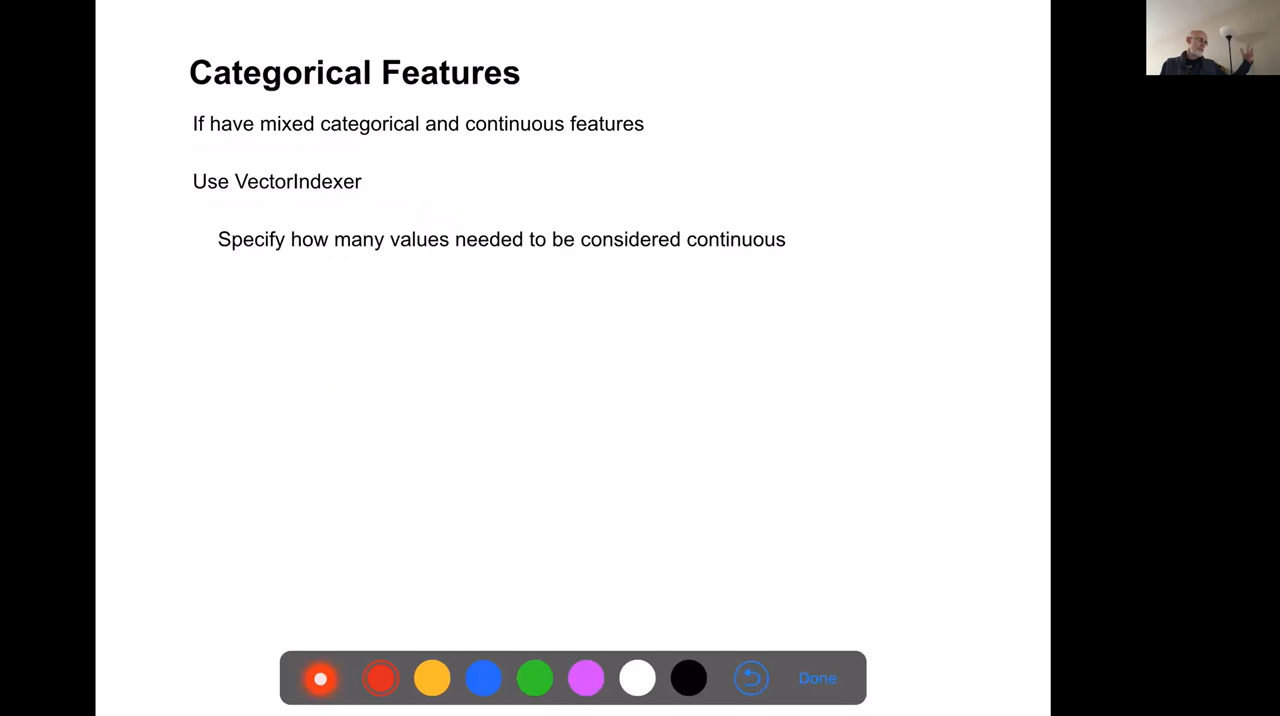 Categorical Features
If have mixed categorical and continuous features
Use VectorIndexer
Specify how many values needed to be considered continuous
Done